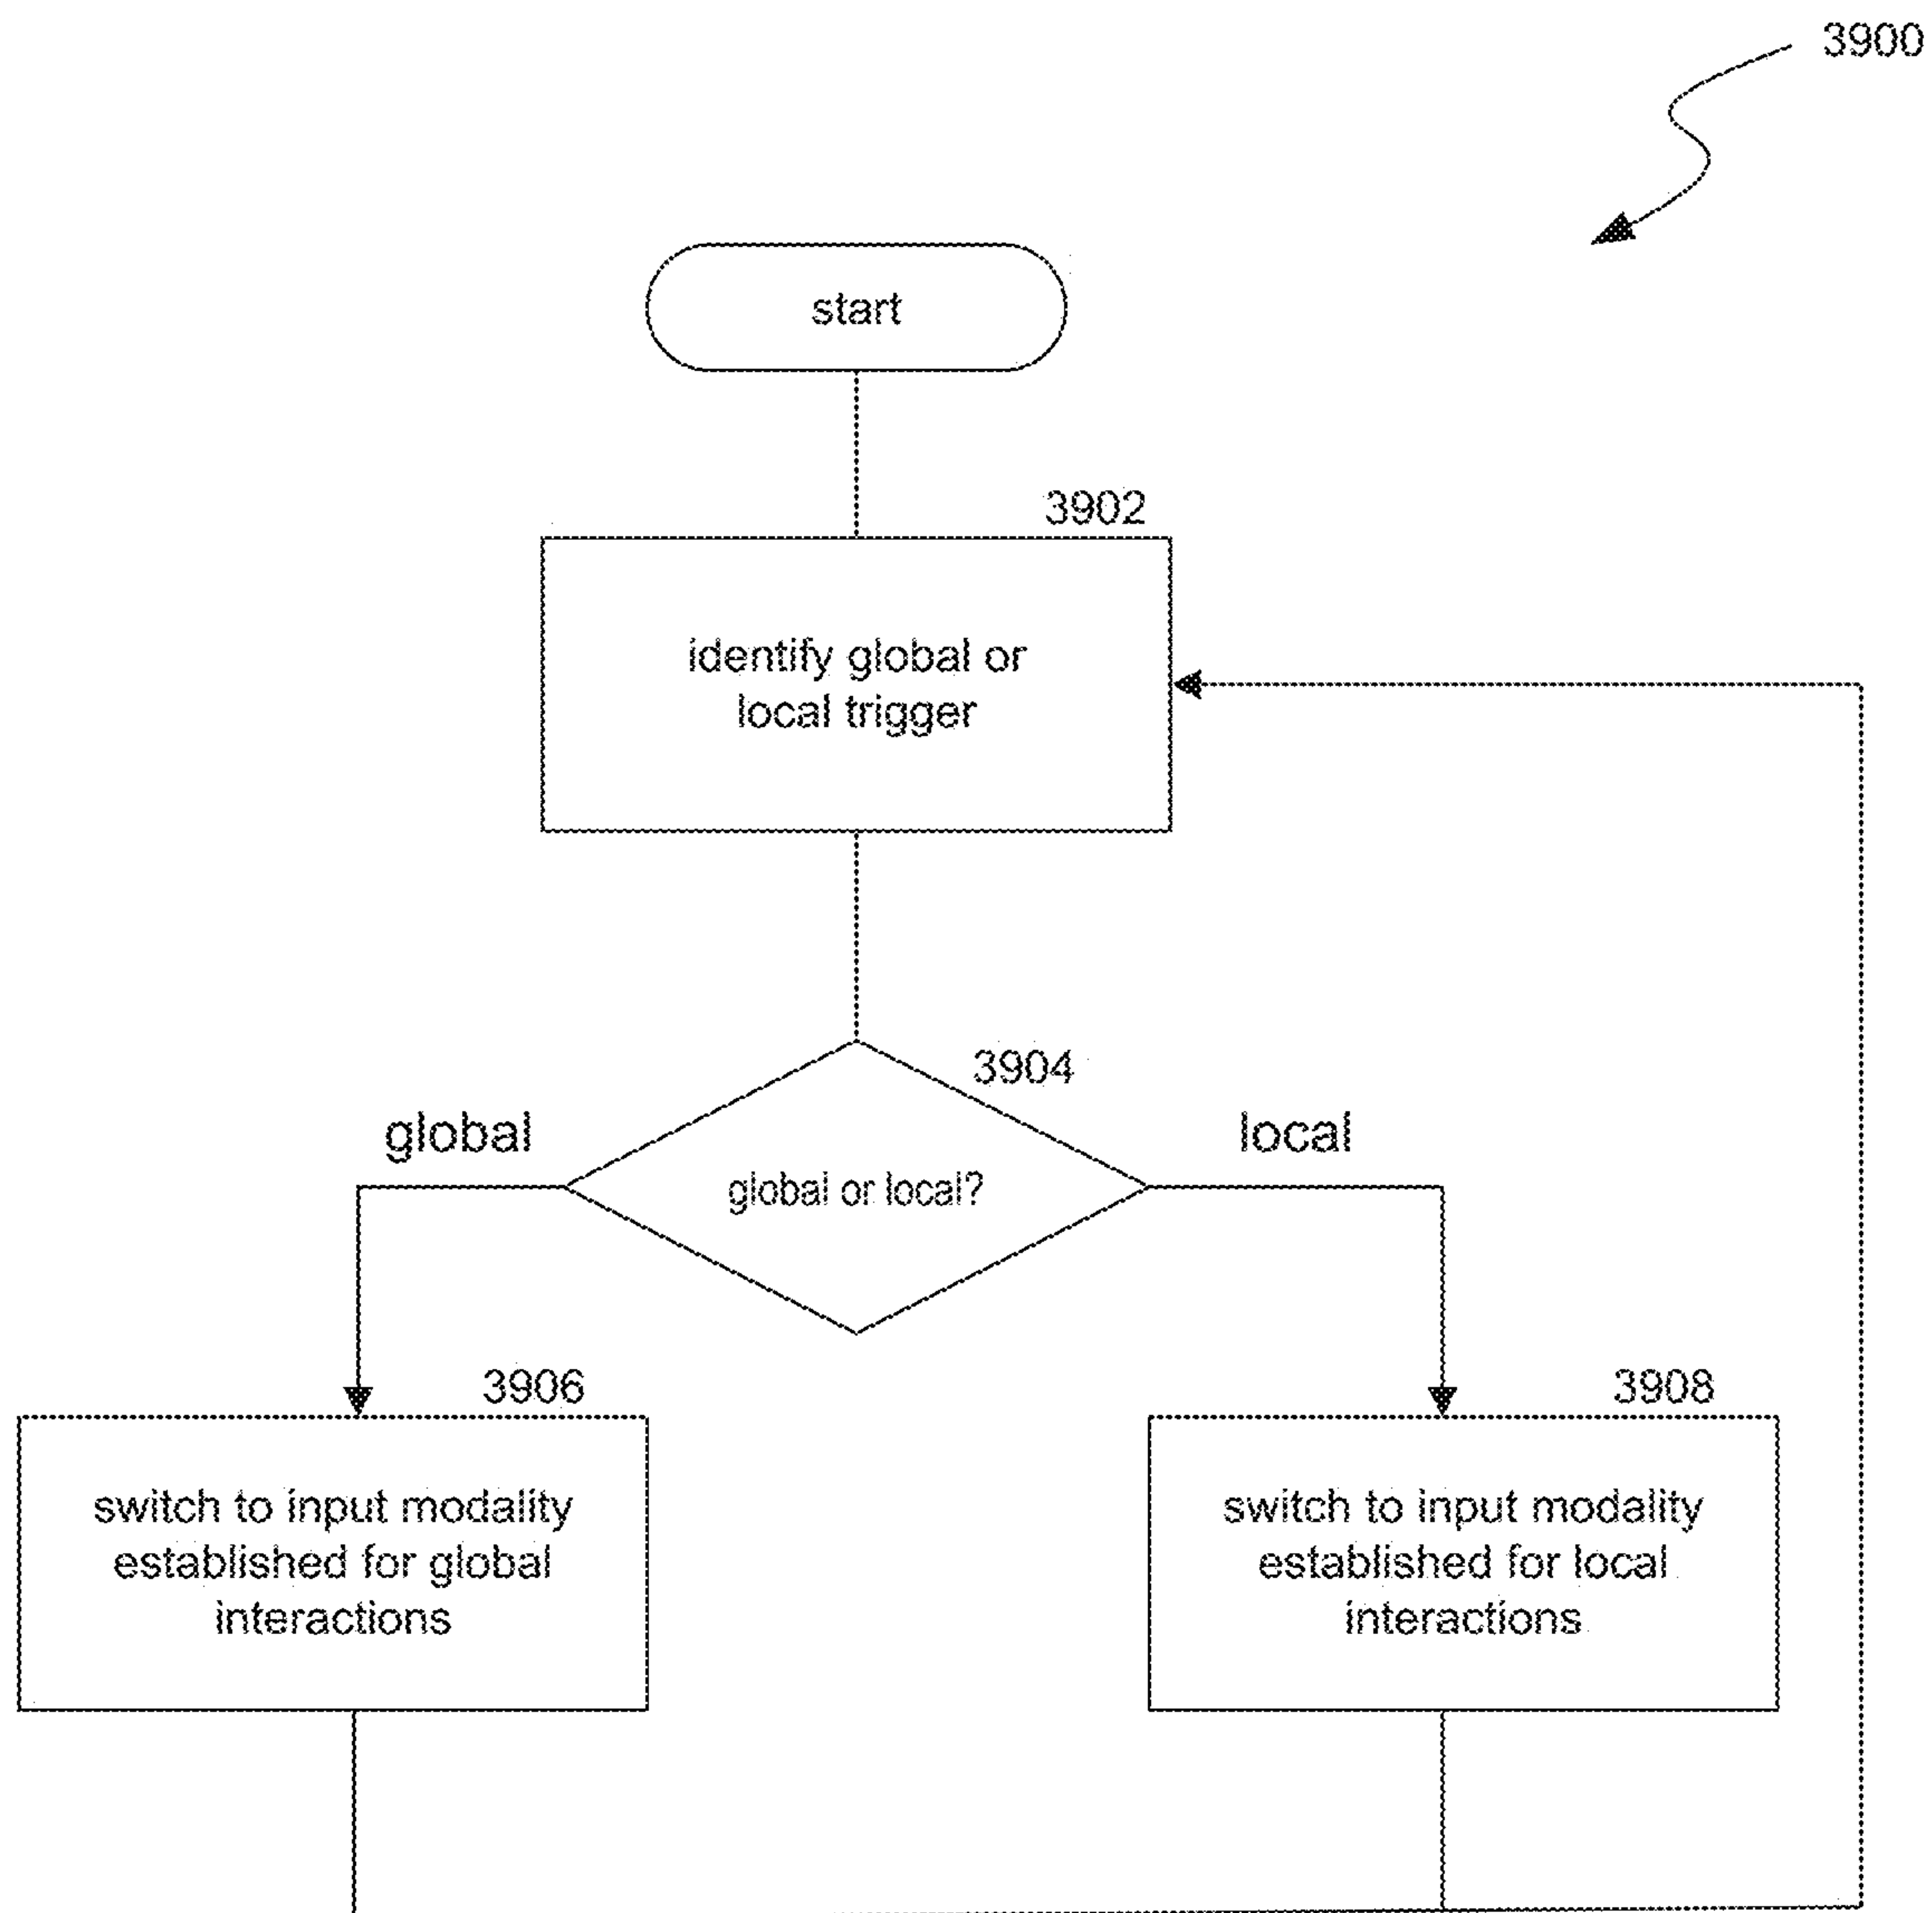 3900
start
3902
identify global or
local trigger
3904
global
local
global or local?
3906
3908
switch to input modality
established for global
interactions
switch to input modality
established for local
interactions